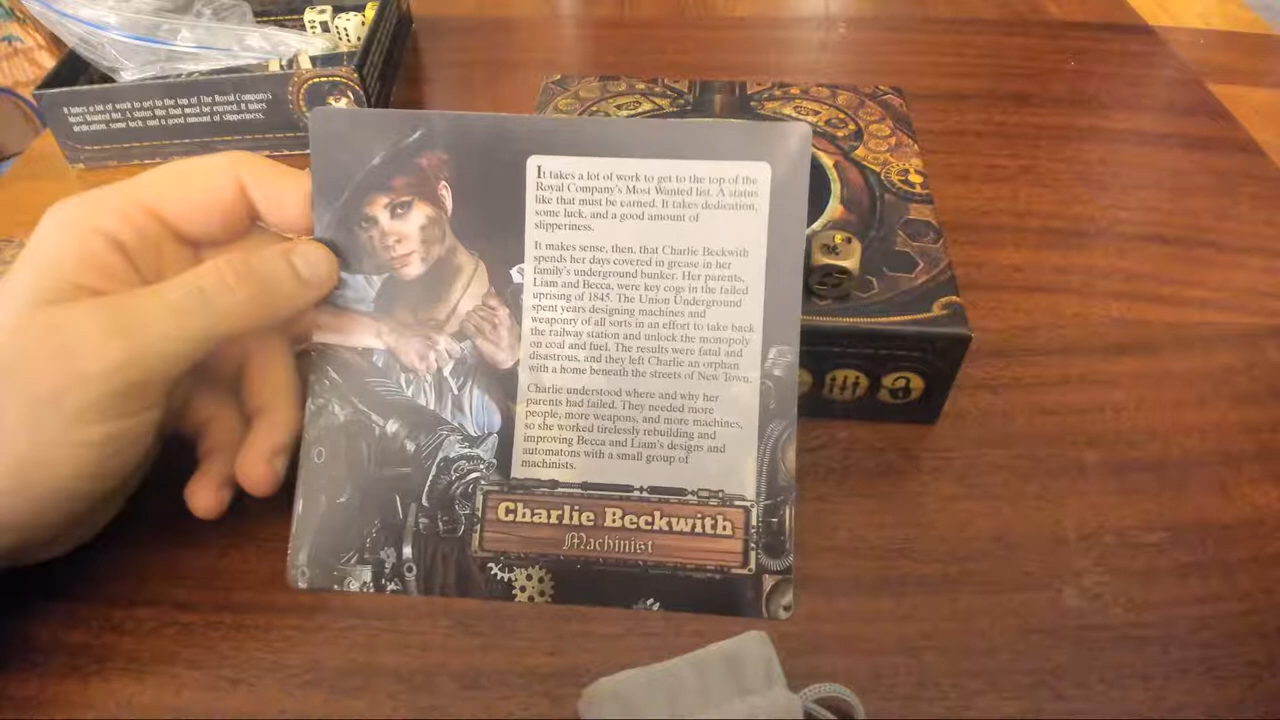 It takes a lot of work to get to the top of The Royal Company's
Most Wanted list. A status like that must be earned. It takes
dedication, some luck, and a good amount of slipperiness.
It takes a lot of work to get to the top of the
Royal Company's Most Wanted list. A status
like that must be earned. It takes dedication,
some luck, and a good amount of
slipperiness.
It makes sense, then, that Charlie Beckwith
spends her days covered in grease in her
family's underground bunker. Her parents,
Liam and Becca, were key cogs in the failed
uprising of 1845. The Union Underground
spent years designing machines and
weaponry of all sorts in an effort to take back
the railway station and unlock the monopoly
on coal and fuel. The results were fatal and
disastrous, and they left Charlie an orphan
with a home beneath the streets of New Town.
Charlie understood where and why her
parents had failed. They needed more
people, more weapons, and more machines,
so she worked tirelessly rebuilding and
improving Becca and Liam's designs and
automatons with a small group of
machinists.
Charlie Beckwith
Machinist